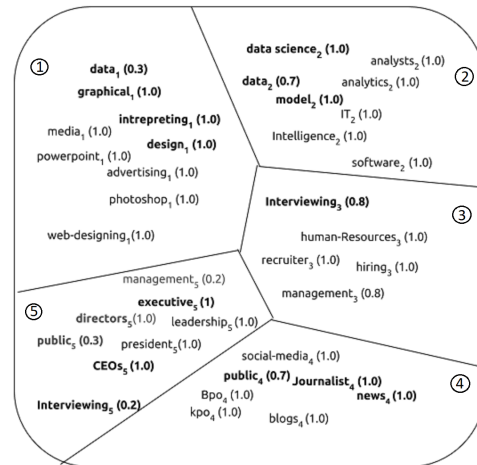 ①
data₁ (0.3)
graphical₁ (1.0)
intrepreting₁ (1.0)
media₁ (1.0)
design₁ (1.0)
powerpoint₁ (1.0)
advertising₁ (1.0)
photoshop₁ (1.0)
web-designing₁(1.0)
②
data science₂ (1.0)
analysts₂ (1.0)
data₂ (0.7)
analytics₂ (1.0)
model₂ (1.0)
IT₂ (1.0)
Intelligence₂ (1.0)
software₂ (1.0)
③
Interviewing₃ (0.8)
human-Resources₃ (1.0)
recruiter₃ (1.0)
hiring₃ (1.0)
management₃ (0.8)
④
social-media₄ (1.0)
public₄ (0.7)
Journalist₄ (1.0)
Bpo₄ (1.0)
news₄ (1.0)
kpo₄ (1.0)
blogs₄ (1.0)
⑤
management₅ (0.2)
executive₅ (1)
directors₅(1.0)
leadership₅ (1.0)
public₅ (0.3)
president₅(1.0)
CEOs₅ (1.0)
Interviewing₅ (0.2)